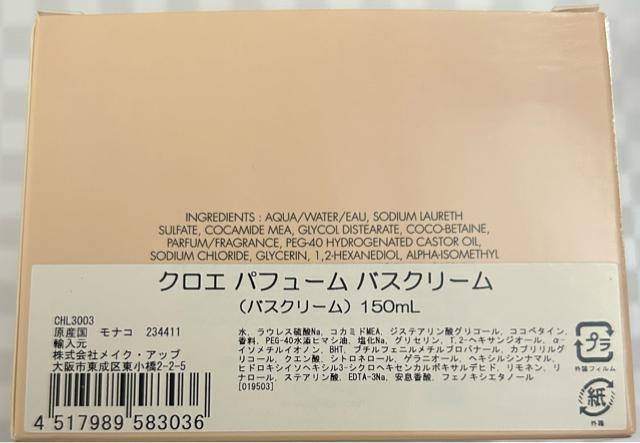 INGREDIENTS : AQUA/WATER/EAU, SODIUM LAURETH
SULFATE, COCAMIDE MEA, GLYCOL DISTEARATE, COCO-BETAINE,
PARFUM/FRAGRANCE, PEG-40 HYDROGENATED CASTOR OIL,
SODIUM CHLORIDE, GLYCERIN, 1,2-HEXANEDIOL, ALPHA-ISOMETHYL
クロエ パフューム バスクリーム
(バスクリーム) 150mL
CHL3003
原産国 モナコ 234411
輸入元
株式会社メイク・アップ
大阪市東成区東小橋2-2-5
4 517989 583036
水, ラウレス硫酸Na, コカミドMEA, ジステアリン酸グリコール, ココベタイン,
香料, PEG-40水添ヒマシ油, 塩化Na, グリセリン, 1,2-ヘキサンジオール, α-
イソメチルイオノン, BHT, ブチルフェニルメチルプロパナール, カプリリルグ
リコール, クエン酸, シトロネロール, ゲラニオール, ヘキシルシンナマル,
ヒドロキシイソヘキシル3-シクロヘキセンカルボキサルデヒド, リモネン, リ
ナロール, ステアリン酸, EDTA-3Na, 安息香酸, フェノキシエタノール
[019503]
プラ
外装フィルム
紙
外箱